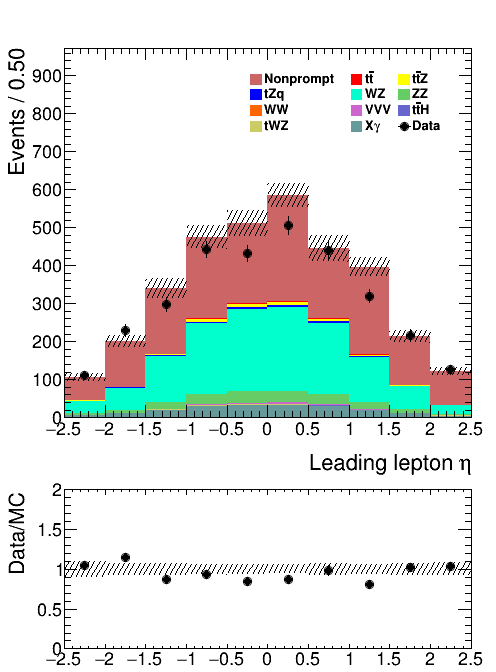 Events / 0.50
900
800
700
600
500
400
300
200
100
0
Nonprompt tt̄ tt̄Z
tZq WZ ZZ
WW VVV tt̄H
tWZ Xγ Data
−2.5 −2 −1.5 −1 −0.5 0 0.5 1 1.5 2 2.5
Leading lepton η
Data/MC
2
1.5
1
0.5
0
−2.5 −2 −1.5 −1 −0.5 0 0.5 1 1.5 2 2.5